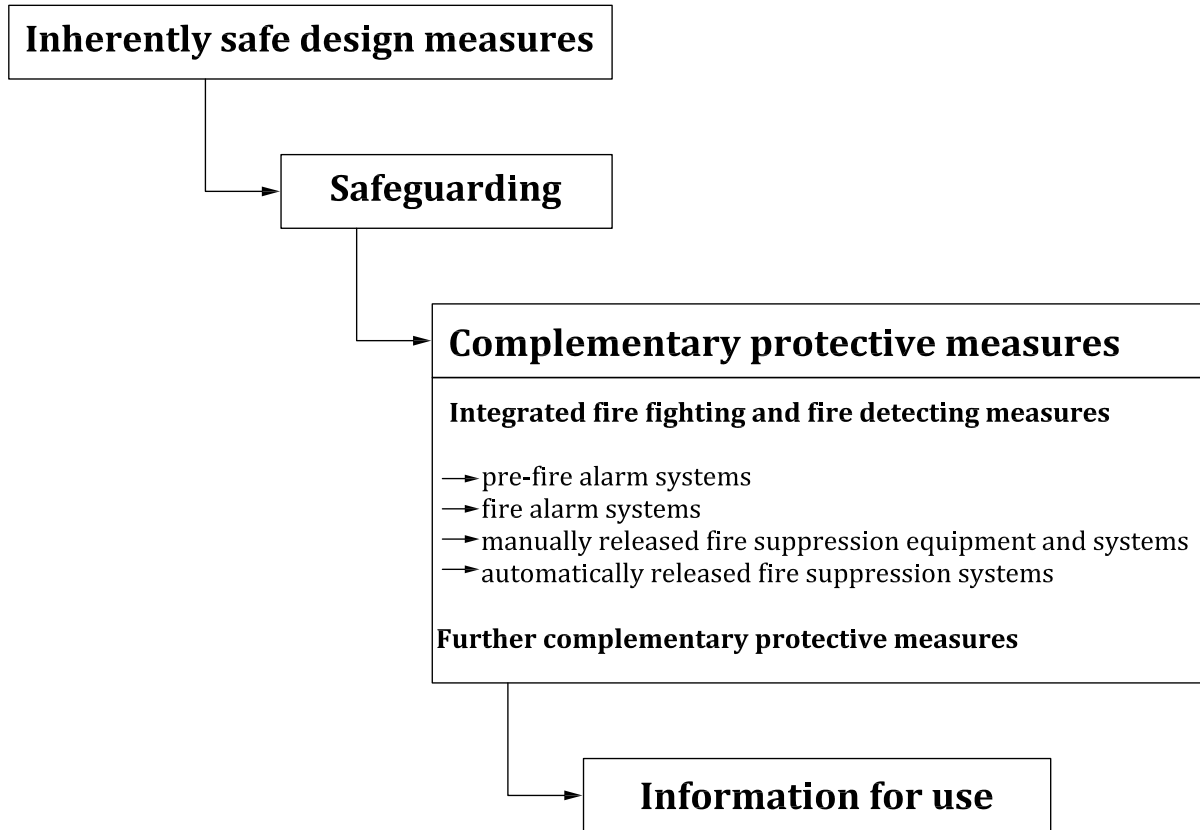 Inherently safe design measures
Safeguarding
Complementary protective measures
Integrated fire fighting and fire detecting measures
pre-fire alarm systems
fire alarm systems
manually released fire suppression equipment and systems
automatically released fire suppression systems
Further complementary protective measures
Information for use